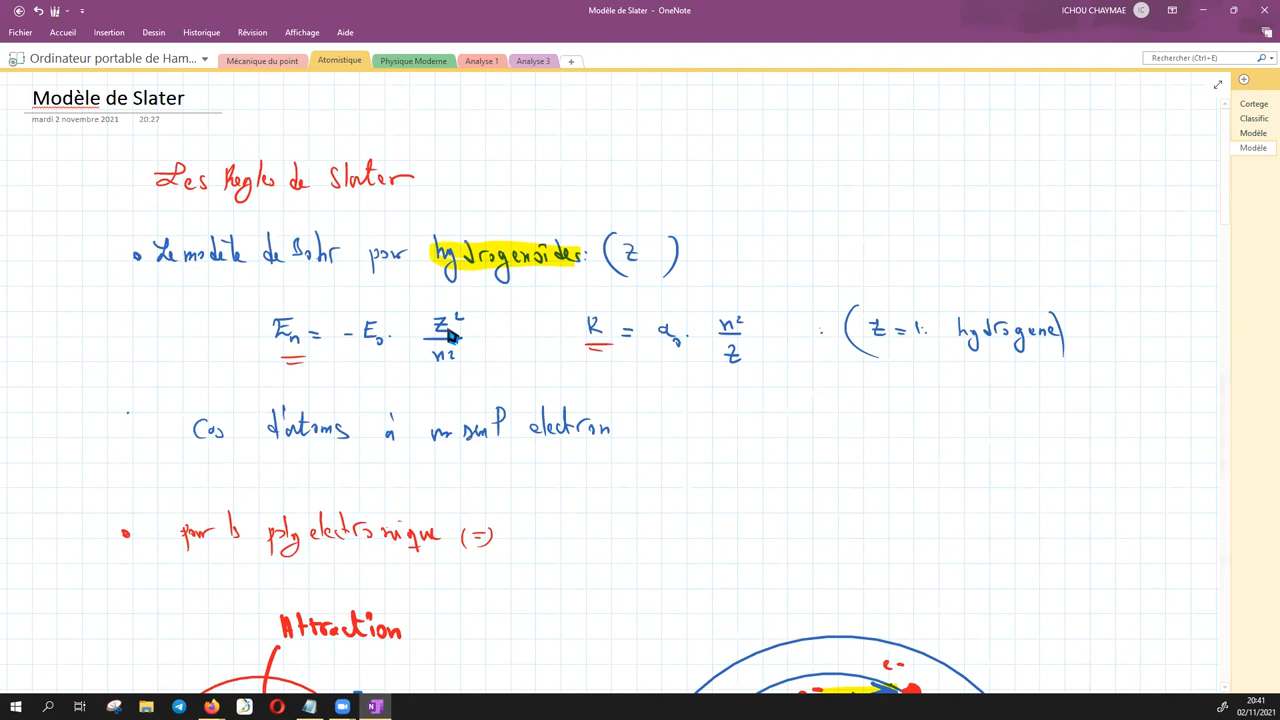 Modèle de Slater - OneNote
ICHOU CHAYMAE IC
Fichier Accueil Insertion Dessin Historique Révision Affichage Aide
Ordinateur portable de Ham... Mécanique du point Atomistique Physique Moderne Analyse 1 Analyse 3 + Rechercher (Ctrl+E)
Modèle de Slater
mardi 2 novembre 2021 20:27
Cortege
Classific
Modèle
Modèle
Les Regles de Slater
• Le modèle de Bohr pour hydrogenoïdes: (Z )
En = - E0. Z²/n² R = a0. n²/Z : (Z = 1: hydrogene)
Cas d'atoms à un seul electron
• pour ls polyelectronique (=)
Attraction
e-
20:41
02/11/2021